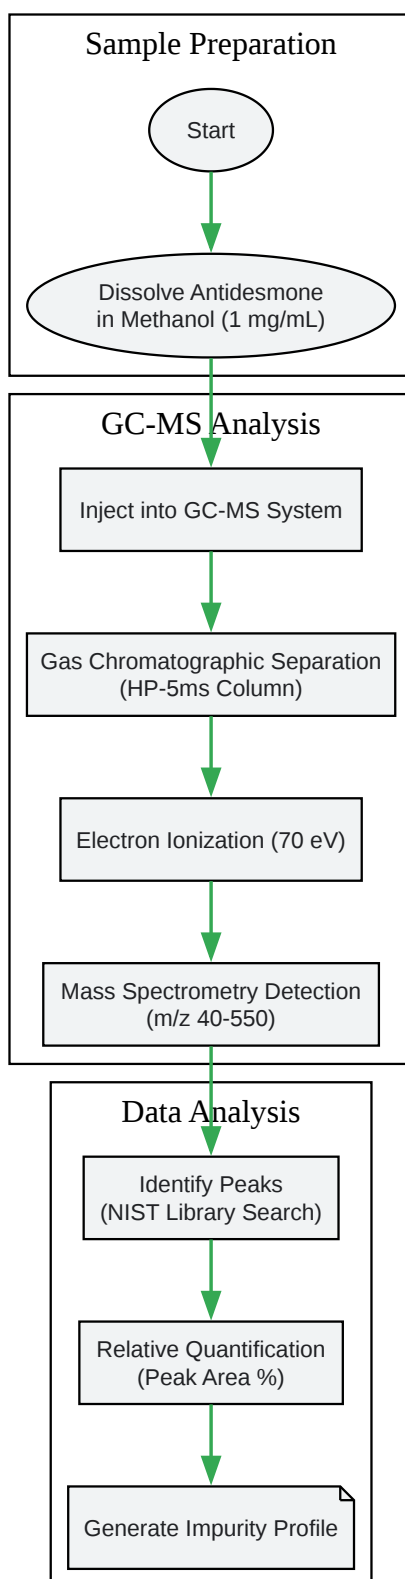 Sample Preparation
Start
Dissolve Antidesmone
in Methanol (1 mg/mL)
GC-MS Analysis
Inject into GC-MS System
Gas Chromatographic Separation
(HP-5ms Column)
Electron Ionization (70 eV)
Mass Spectrometry Detection
(m/z 40-550)
Data Analysis
Identify Peaks
(NIST Library Search)
Relative Quantification
(Peak Area %)
Generate Impurity Profile